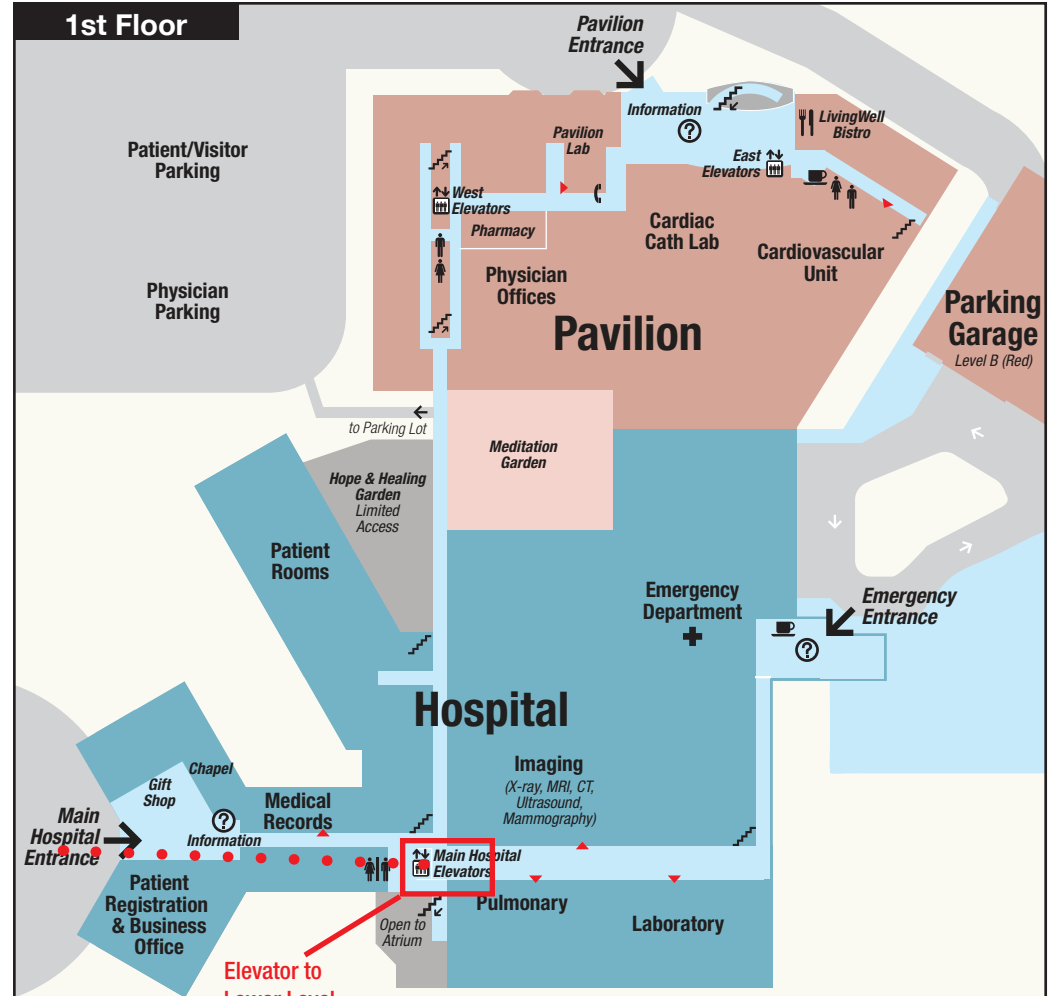 1st Floor
Pavilion
Entrance
Information
LivingWell
Bistro
Patient/Visitor
Parking
Pavilion
Lab
East
Elevators
West
Elevators
Pharmacy
Cardiac
Cath Lab
Cardiovascular
Unit
Physician
Parking
Physician
Offices
Pavilion
Parking
Garage
Level B (Red)
to Parking Lot
Meditation
Garden
Hope & Healing
Garden
Limited
Access
Patient
Rooms
Emergency
Department
Emergency
Entrance
Hospital
Imaging
(X-ray, MRI, CT,
Ultrasound,
Mammography)
Chapel
Gift
Shop
Medical
Records
Main
Hospital
Entrance
Information
Main Hospital
Elevators
Patient
Registration
& Business
Office
Pulmonary
Laboratory
Open to
Atrium
Elevator to
Lower Level